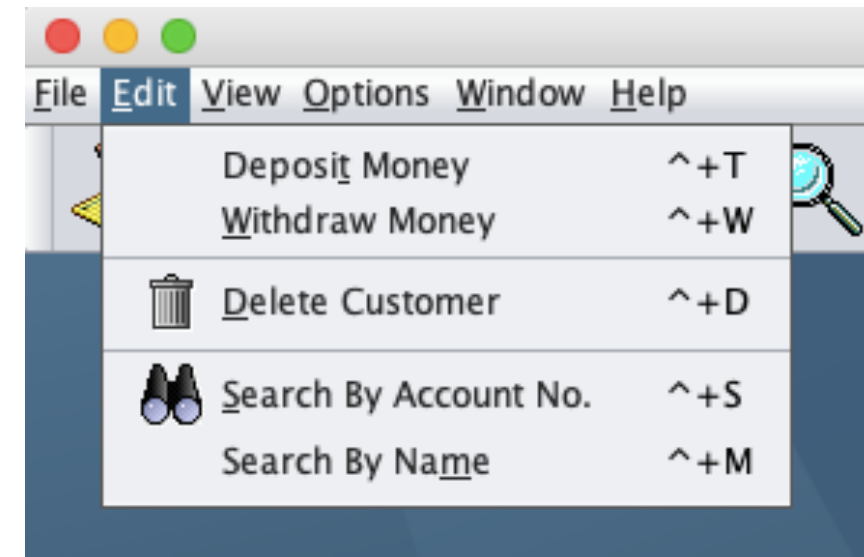 File Edit View Options Window Help
Deposit Money ^+T
Withdraw Money ^+W
Delete Customer ^+D
Search By Account No. ^+S
Search By Name ^+M